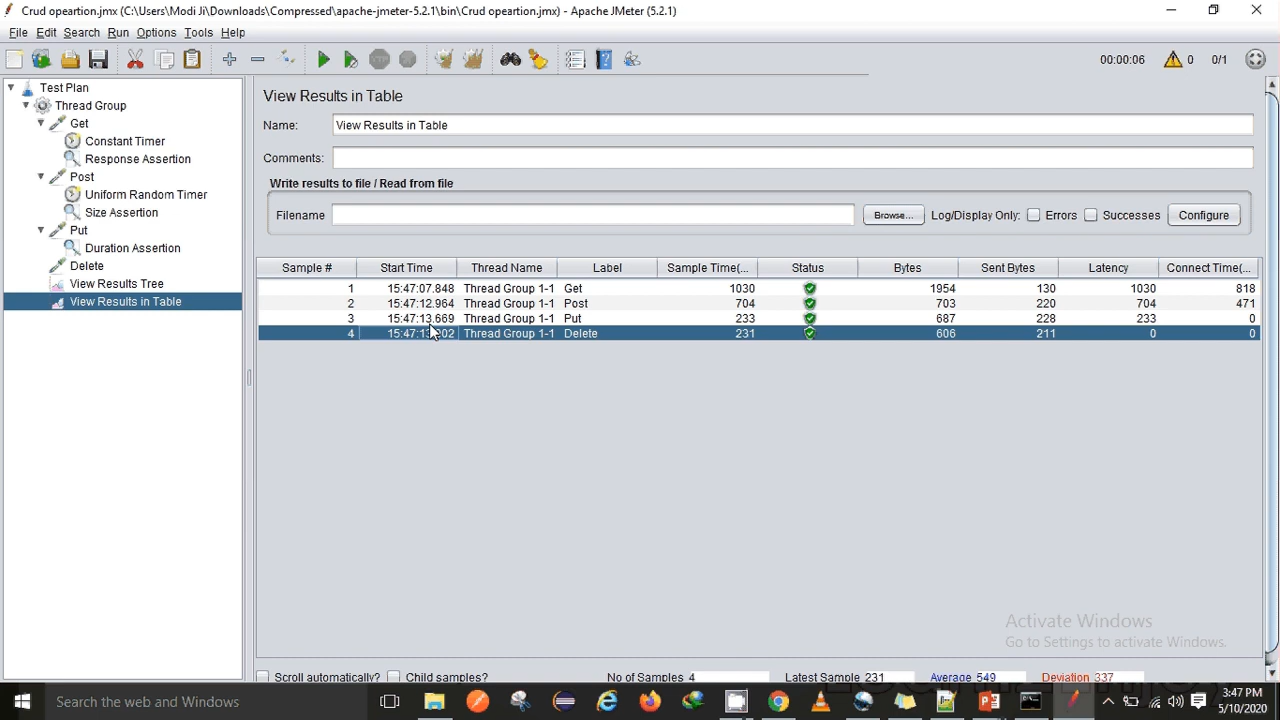 Crud opeartion.jmx (C:\Users\Modi Ji\Downloads\Compressed\apache-jmeter-5.2.1\bin\Crud opeartion.jmx) - Apache JMeter (5.2.1)
File Edit Search Run Options Tools Help
00:00:06 0 0/1
Test Plan
Thread Group
Get
Constant Timer
Response Assertion
Post
Uniform Random Timer
Size Assertion
Put
Duration Assertion
Delete
View Results Tree
View Results in Table
View Results in Table
Name: View Results in Table
Comments:
Write results to file / Read from file
Filename Browse... Log/Display Only: Errors Successes Configure
Sample # Start Time Thread Name Label Sample Time(... Status Bytes Sent Bytes Latency Connect Time(...
1 15:47:07.848 Thread Group 1-1 Get 1030 1954 130 1030 818
2 15:47:12.964 Thread Group 1-1 Post 704 703 220 704 471
3 15:47:13.669 Thread Group 1-1 Put 233 687 228 233 0
4 Thread Group 1-1 Delete 231 606 211 0 0
Activate Windows
Go to Settings to activate Windows.
Scroll automatically? Child samples? No of Samples 4 Latest Sample 231 Average 549 Deviation 337
Search the web and Windows
3:47 PM
5/10/2020